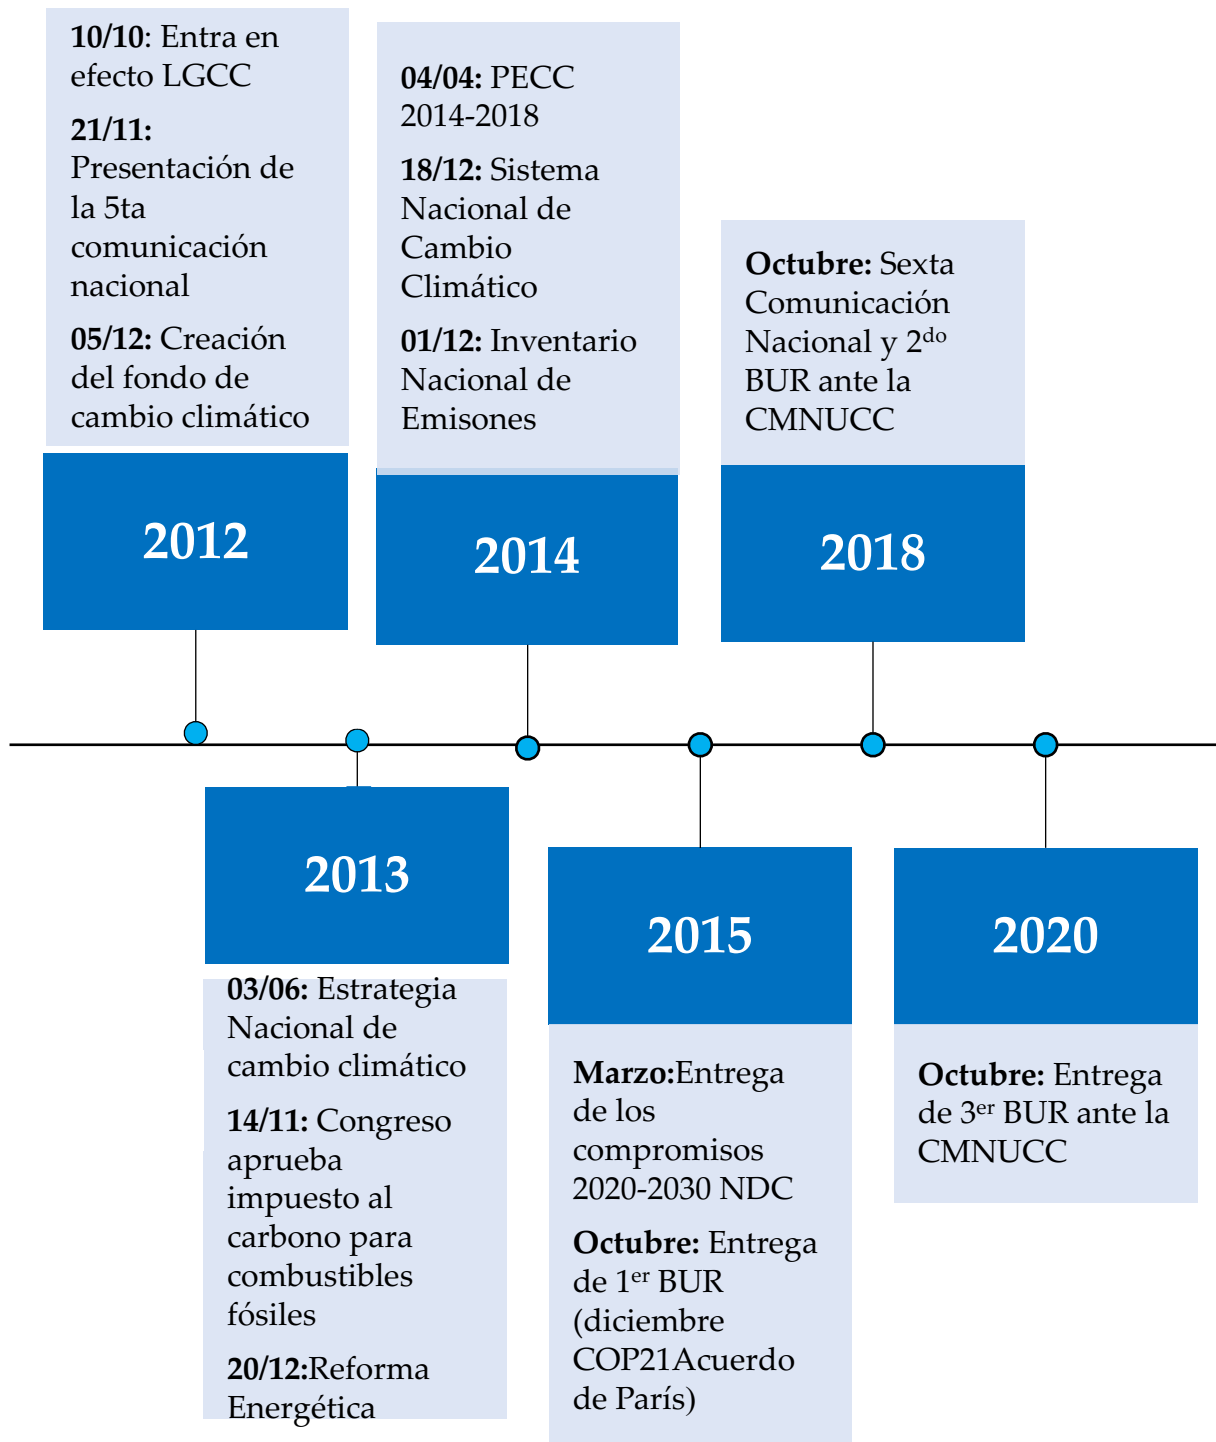 10/10: Entra en
efecto LGCC
21/11:
Presentación de
la 5ta
comunicación
nacional
05/12: Creación
del fondo de
cambio climático
2012
04/04: PECC
2014-2018
18/12: Sistema
Nacional de
Cambio
Climático
01/12: Inventario
Nacional de
Emisones
2014
Octubre: Sexta
Comunicación
Nacional y 2do
BUR ante la
CMNUCC
2018
2013
03/06: Estrategia
Nacional de
cambio climático
14/11: Congreso
aprueba
impuesto al
carbono para
combustibles
fósiles
20/12:Reforma
Energética
2015
Marzo:Entrega
de los
compromisos
2020-2030 NDC
Octubre: Entrega
de 1er BUR
(diciembre
COP21Acuerdo
de París)
2020
Octubre: Entrega
de 3er BUR ante la
CMNUCC